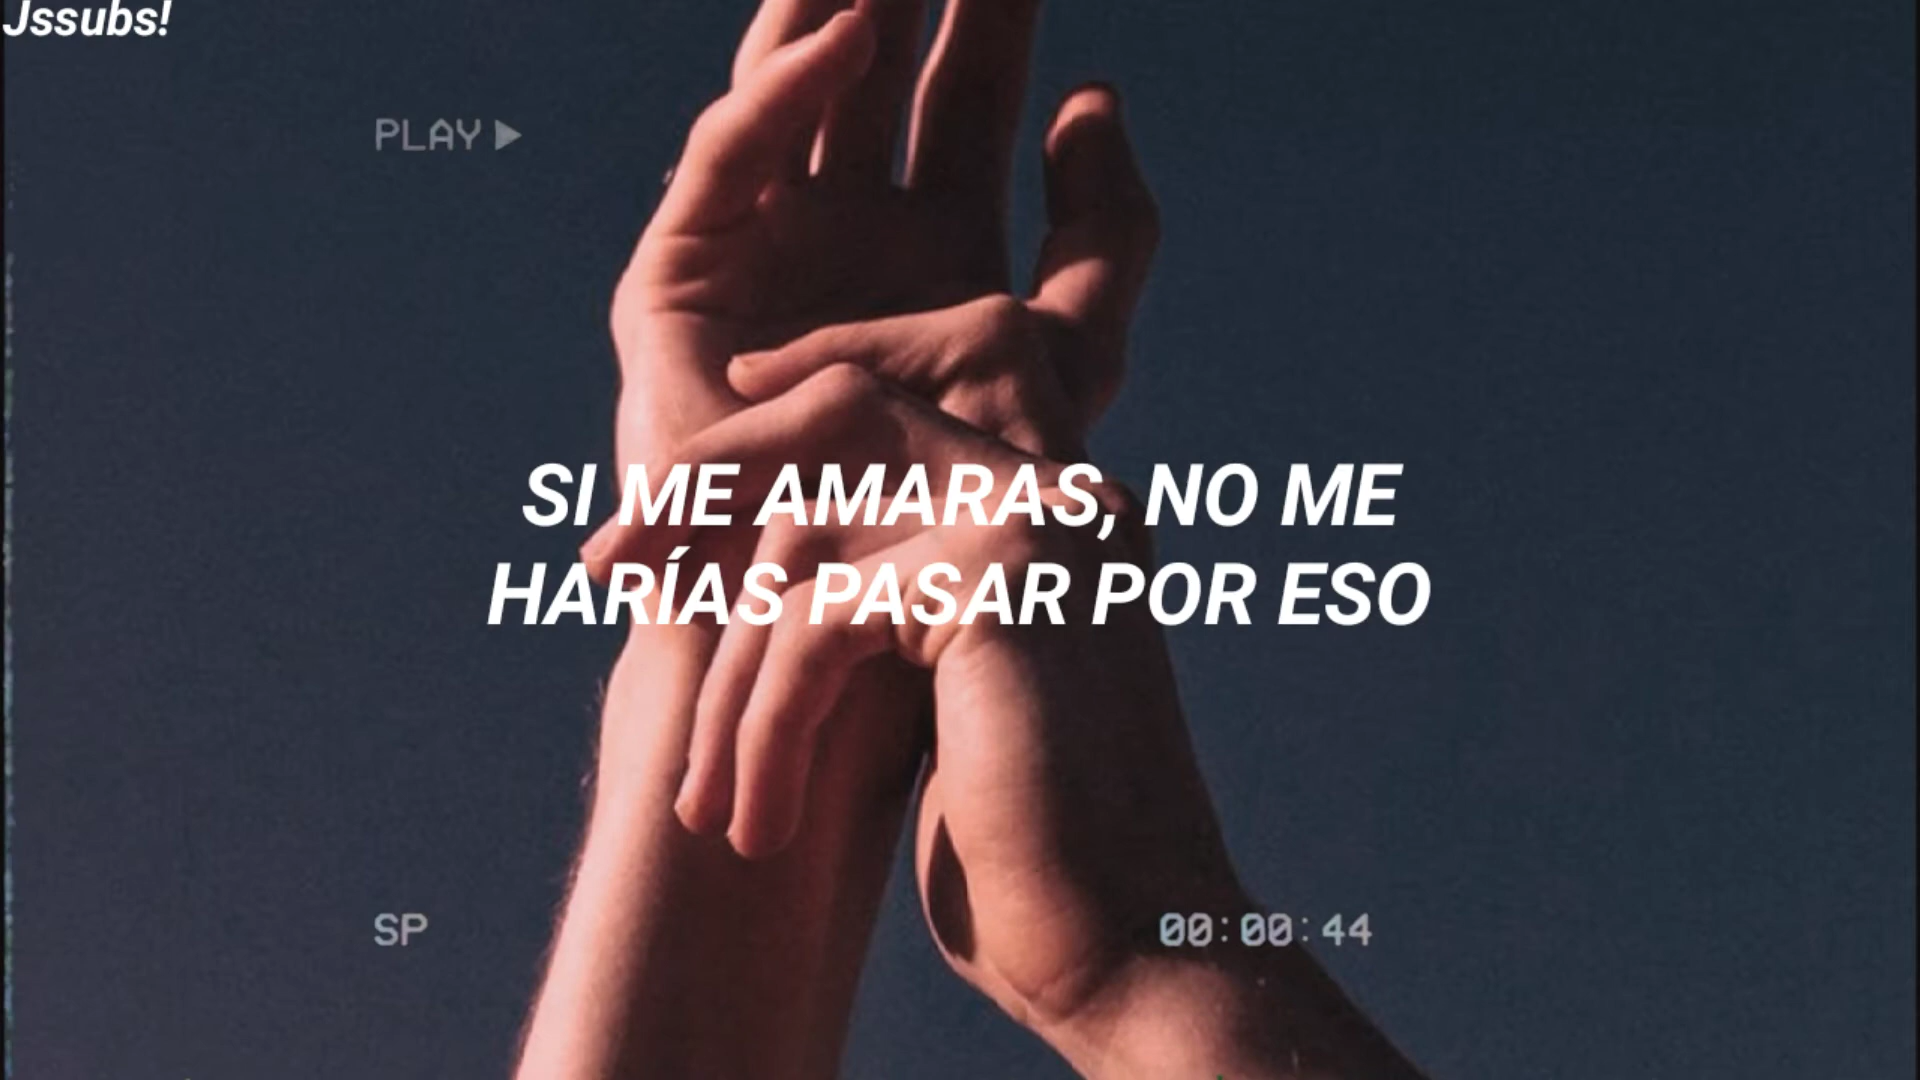 Jssubs!
PLAY
SI ME AMARAS, NO ME
HARÍAS PASAR POR ESO
SP
00:00:44